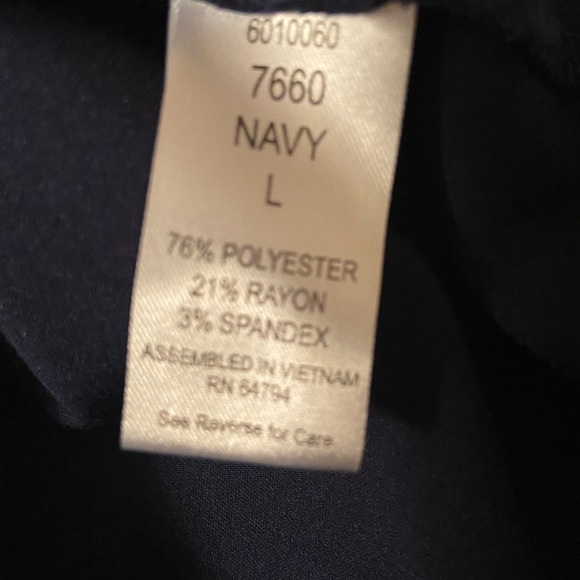 6010060
7660
NAVY
L
76% POLYESTER
21% RAYON
3% SPANDEX
ASSEMBLED IN VIETNAM
RN 64794
See Reverse for Care